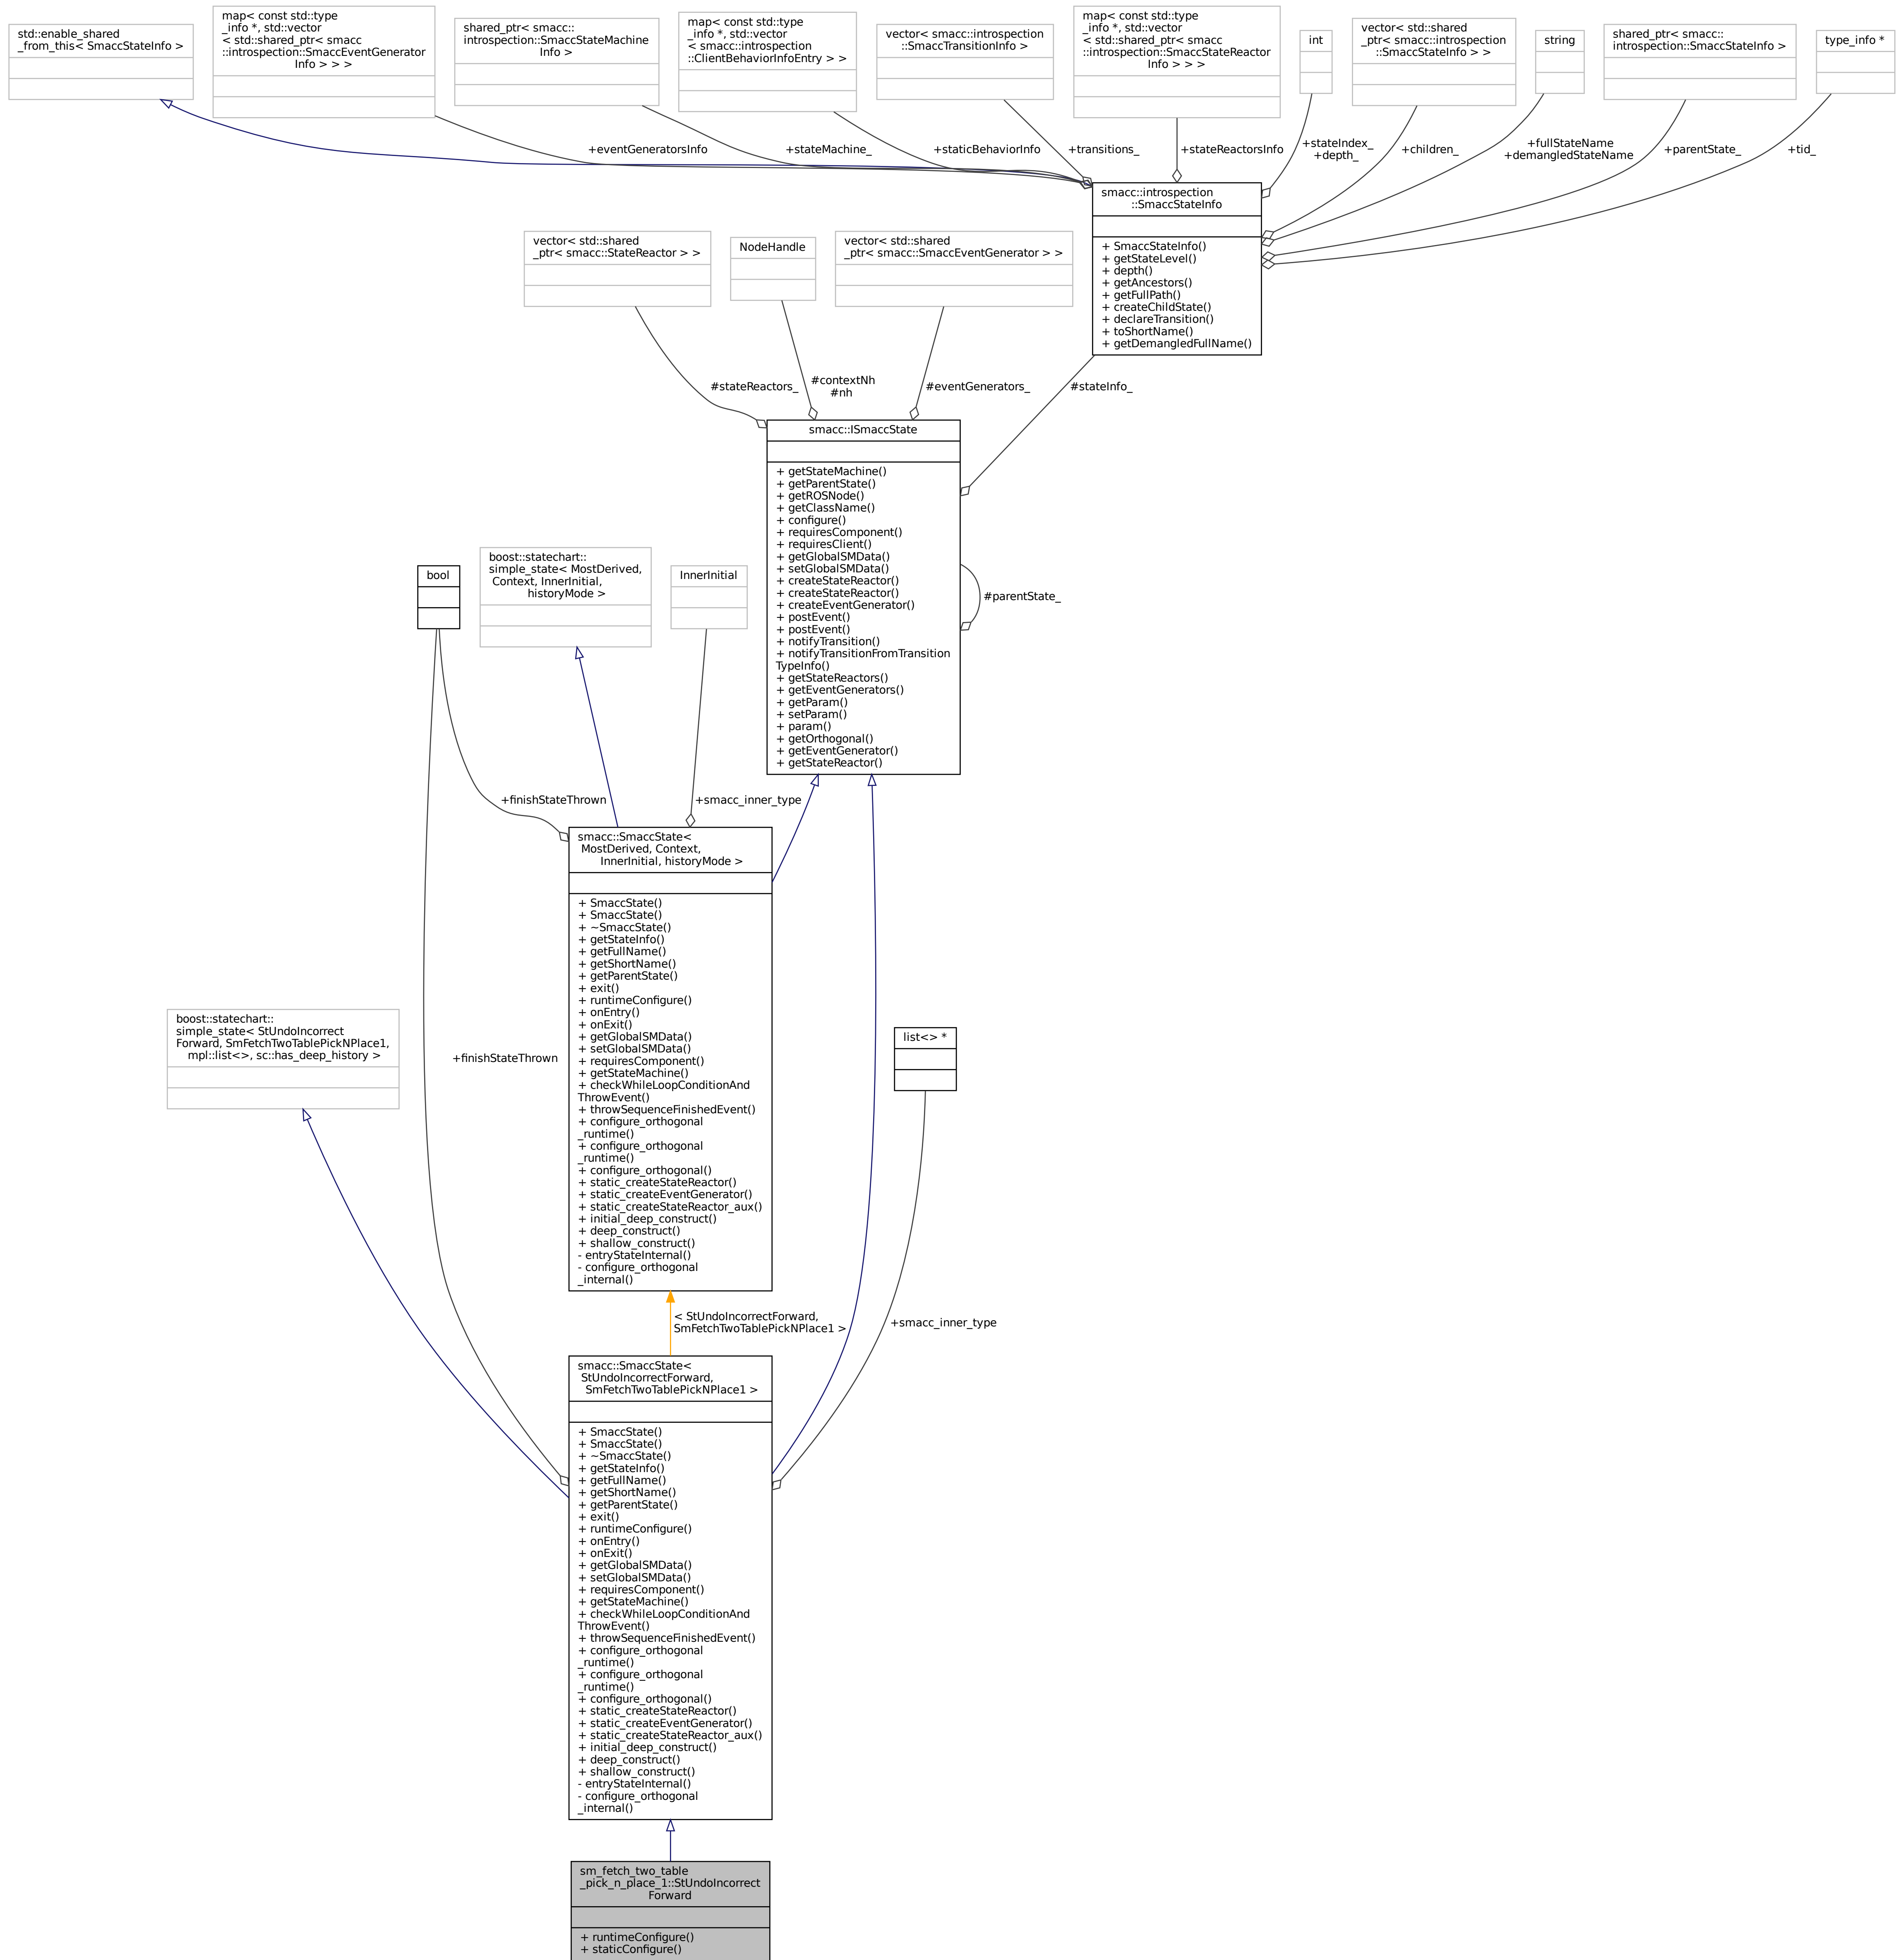 std::enable_shared
_from_this< SmaccStateInfo >
map< const std::type
_info *, std::vector
< std::shared_ptr< smacc
::introspection::SmaccEventGenerator
Info > > >
shared_ptr< smacc::
introspection::SmaccStateMachine
Info >
map< const std::type
_info *, std::vector
< smacc::introspection
::ClientBehaviorInfoEntry > >
vector< smacc::introspection
::SmaccTransitionInfo >
map< const std::type
_info *, std::vector
< std::shared_ptr< smacc
::introspection::SmaccStateReactor
Info > > >
int
vector< std::shared
_ptr< smacc::introspection
::SmaccStateInfo > >
string
shared_ptr< smacc::
introspection::SmaccStateInfo >
type_info *
+eventGeneratorsInfo
+stateMachine_
+staticBehaviorInfo
+transitions_
+stateReactorsInfo
+stateIndex_
+depth_
+children_
+fullStateName
+demangledStateName
+parentState_
+tid_
smacc::introspection
::SmaccStateInfo
+ SmaccStateInfo()
+ getStateLevel()
+ depth()
+ getAncestors()
+ getFullPath()
+ createChildState()
+ declareTransition()
+ toShortName()
+ getDemangledFullName()
vector< std::shared
_ptr< smacc::StateReactor > >
NodeHandle
vector< std::shared
_ptr< smacc::SmaccEventGenerator > >
#stateReactors_
#contextNh
#nh
#eventGenerators_
#stateInfo_
smacc::ISmaccState
+ getStateMachine()
+ getParentState()
+ getROSNode()
+ getClassName()
+ configure()
+ requiresComponent()
+ requiresClient()
+ getGlobalSMData()
+ setGlobalSMData()
+ createStateReactor()
+ createStateReactor()
+ createEventGenerator()
+ postEvent()
+ postEvent()
+ notifyTransition()
+ notifyTransitionFromTransition
TypeInfo()
+ getStateReactors()
+ getEventGenerators()
+ getParam()
+ setParam()
+ param()
+ getOrthogonal()
+ getEventGenerator()
+ getStateReactor()
#parentState_
bool
boost::statechart::
simple_state< MostDerived,
Context, InnerInitial,
historyMode >
InnerInitial
+finishStateThrown
+smacc_inner_type
smacc::SmaccState<
MostDerived, Context,
InnerInitial, historyMode >
+ SmaccState()
+ SmaccState()
+ ~SmaccState()
+ getStateInfo()
+ getFullName()
+ getShortName()
+ getParentState()
+ exit()
+ runtimeConfigure()
+ onEntry()
+ onExit()
+ getGlobalSMData()
+ setGlobalSMData()
+ requiresComponent()
+ getStateMachine()
+ checkWhileLoopConditionAnd
ThrowEvent()
+ throwSequenceFinishedEvent()
+ configure_orthogonal
_runtime()
+ configure_orthogonal
_runtime()
+ configure_orthogonal()
+ static_createStateReactor()
+ static_createEventGenerator()
+ static_createStateReactor_aux()
+ initial_deep_construct()
+ deep_construct()
+ shallow_construct()
- entryStateInternal()
- configure_orthogonal
_internal()
boost::statechart::
simple_state< StUndoIncorrect
Forward, SmFetchTwoTablePickNPlace1,
mpl::list<>, sc::has_deep_history >
+finishStateThrown
list<> *
< StUndoIncorrectForward,
SmFetchTwoTablePickNPlace1 >
+smacc_inner_type
smacc::SmaccState<
StUndoIncorrectForward,
SmFetchTwoTablePickNPlace1 >
+ SmaccState()
+ SmaccState()
+ ~SmaccState()
+ getStateInfo()
+ getFullName()
+ getShortName()
+ getParentState()
+ exit()
+ runtimeConfigure()
+ onEntry()
+ onExit()
+ getGlobalSMData()
+ setGlobalSMData()
+ requiresComponent()
+ getStateMachine()
+ checkWhileLoopConditionAnd
ThrowEvent()
+ throwSequenceFinishedEvent()
+ configure_orthogonal
_runtime()
+ configure_orthogonal
_runtime()
+ configure_orthogonal()
+ static_createStateReactor()
+ static_createEventGenerator()
+ static_createStateReactor_aux()
+ initial_deep_construct()
+ deep_construct()
+ shallow_construct()
- entryStateInternal()
- configure_orthogonal
_internal()
sm_fetch_two_table
_pick_n_place_1::StUndoIncorrect
Forward
+ runtimeConfigure()
+ staticConfigure()